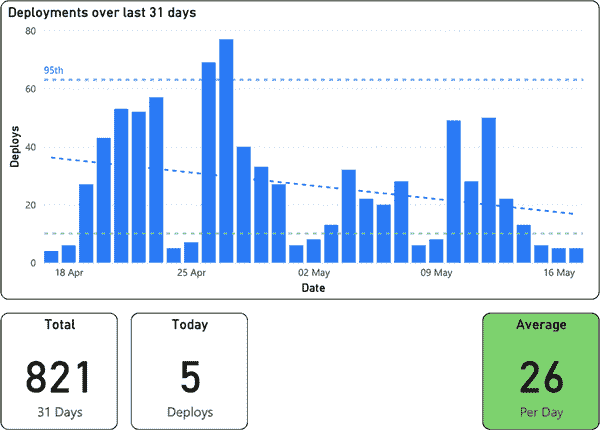 Deployments over last 31 days
80
95th
60
Deploys
40
20
0
18 Apr 25 Apr 02 May 09 May 16 May
Date
Total
821
31 Days
Today
5
Deploys
Average
26
Per Day